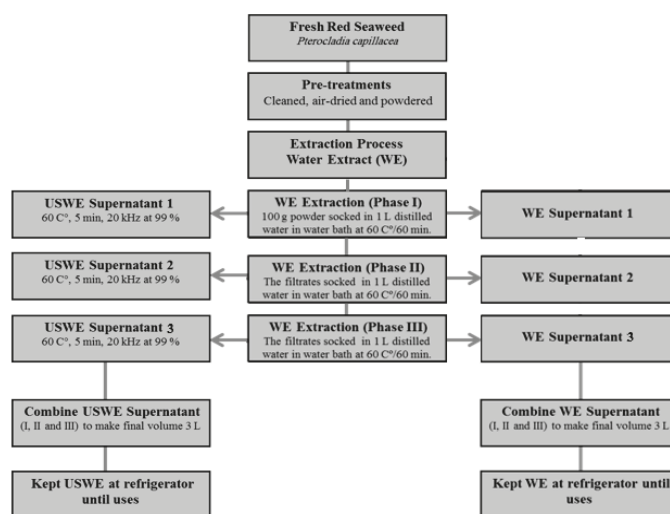 Fresh Red Seaweed
Pterocladia capillacea
Pre-treatments
Cleaned, air-dried and powdered
Extraction Process
Water Extract (WE)
USWE Supernatant 1
60 C°, 5 min, 20 kHz at 99 %
WE Extraction (Phase I)
100 g powder socked in 1 L distilled
water in water bath at 60 C°/60 min.
WE Supernatant 1
USWE Supernatant 2
60 C°, 5 min, 20 kHz at 99 %
WE Extraction (Phase II)
The filtrates socked in 1 L distilled
water in water bath at 60 C°/60 min.
WE Supernatant 2
USWE Supernatant 3
60 C°, 5 min, 20 kHz at 99 %
WE Extraction (Phase III)
The filtrates socked in 1 L distilled
water in water bath at 60 C°/60 min.
WE Supernatant 3
Combine USWE Supernatant
(I, II and III) to make final volume 3 L
Combine WE Supernatant
(I, II and III) to make final volume 3 L
Kept USWE at refrigerator
until uses
Kept WE at refrigerator until
uses